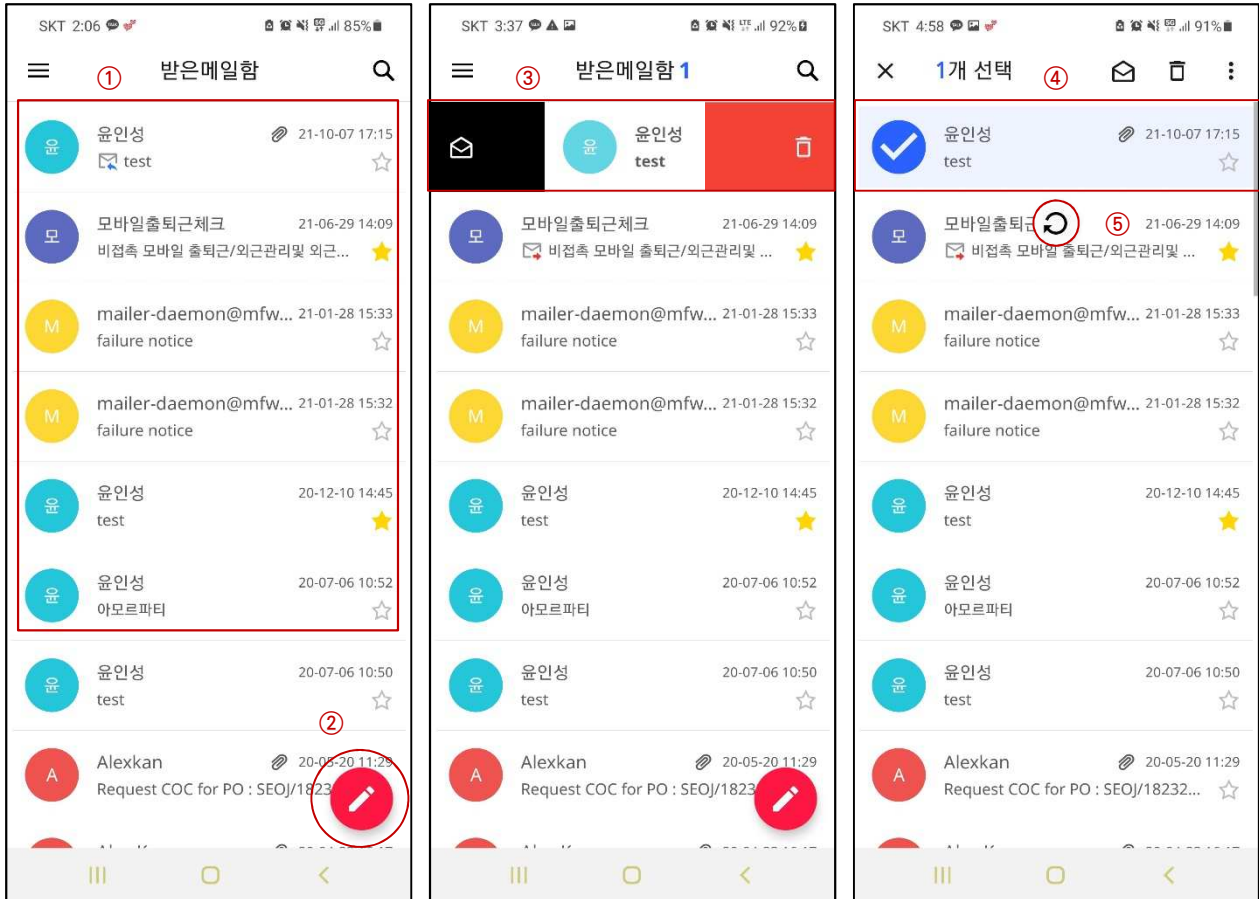 SKT 2:06 85%
① 받은메일함
윤 윤인성 21-10-07 17:15
test
모 모바일출퇴근체크 21-06-29 14:09
비접촉 모바일 출퇴근/외근관리및 외근...
M mailer-daemon@mfw... 21-01-28 15:33
failure notice
M mailer-daemon@mfw... 21-01-28 15:32
failure notice
윤 윤인성 20-12-10 14:45
test
윤 윤인성 20-07-06 10:52
아모르파티
윤 윤인성 20-07-06 10:50
test
②
A Alexkan 20-05-20 11:29
Request COC for PO : SEOJ/1823
SKT 3:37 LTE 92%
③ 받은메일함 1
윤 윤인성
test
모 모바일출퇴근체크 21-06-29 14:09
비접촉 모바일 출퇴근/외근관리및 ...
M mailer-daemon@mfw... 21-01-28 15:33
failure notice
M mailer-daemon@mfw... 21-01-28 15:32
failure notice
윤 윤인성 20-12-10 14:45
test
윤 윤인성 20-07-06 10:52
아모르파티
윤 윤인성 20-07-06 10:50
test
A Alexkan 20-05-20 11:29
Request COC for PO : SEOJ/1823
SKT 4:58 91%
1개 선택 ④
윤인성 21-10-07 17:15
test
모 모바일출퇴근 ⑤ 21-06-29 14:09
비접촉 모바일 출퇴근/외근관리및 ...
M mailer-daemon@mfw... 21-01-28 15:33
failure notice
M mailer-daemon@mfw... 21-01-28 15:32
failure notice
윤 윤인성 20-12-10 14:45
test
윤 윤인성 20-07-06 10:52
아모르파티
윤 윤인성 20-07-06 10:50
test
A Alexkan 20-05-20 11:29
Request COC for PO : SEOJ/18232...